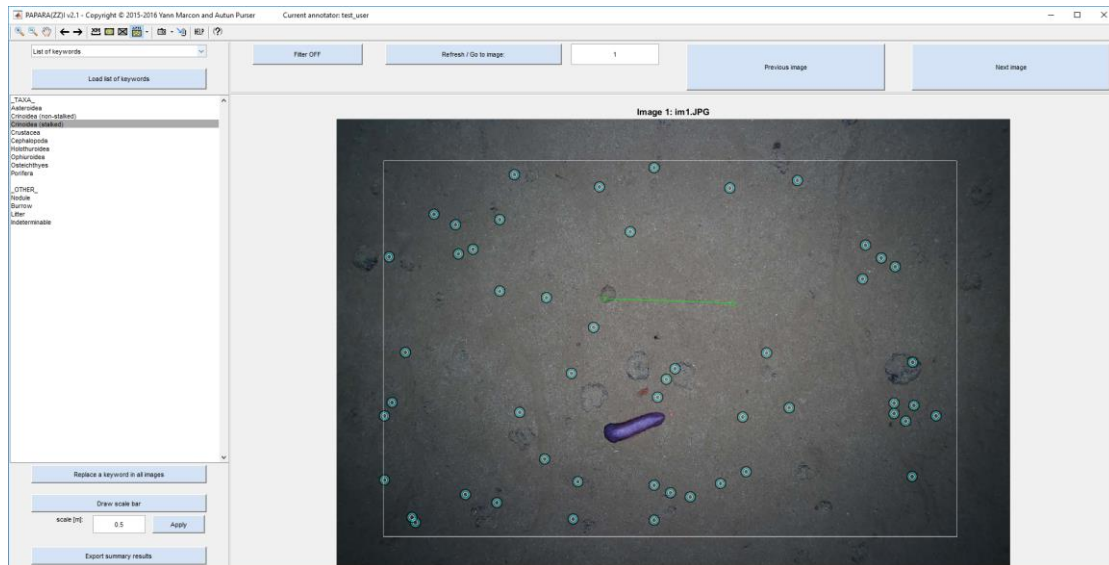 PAPARA(ZZ)I v2.1 - Copyright © 2015-2016 Yann Marcon and Autun Purser    Current annotator: test_user
List of keywords
Load list of keywords
Filter OFF
Refresh / Go to image:
1
Previous image
Next image
_TAXA_
Asteroidea
Crinoidea (non-stalked)
Crinoidea (stalked)
Crustacea
Cephalopoda
Holothuroidea
Ophiuroidea
Osteichthyes
Porifera
_OTHER_
Nodule
Burrow
Litter
Indeterminable
Image 1: im1.JPG
Replace a keyword in all images
Draw scale bar
scale [m]:
0.5
Apply
Export summary results